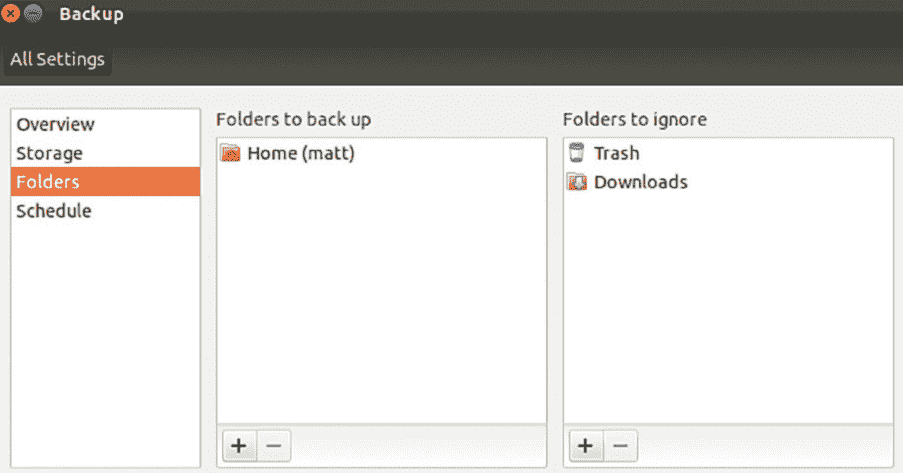 Backup
All Settings
Overview
Storage
Folders
Schedule
Folders to back up
Home (matt)
Folders to ignore
Trash
Downloads